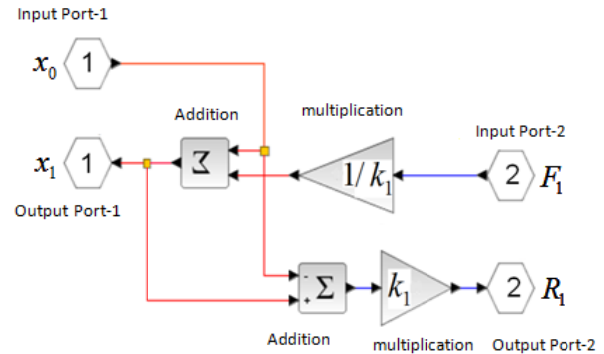 Input Port-1
x₀ 1
Addition
multiplication
Input Port-2
x₁ 1
Σ
1/k₁
2 F₁
Output Port-1
-
+ Σ
k₁
2 R₁
Addition
multiplication
Output Port-2